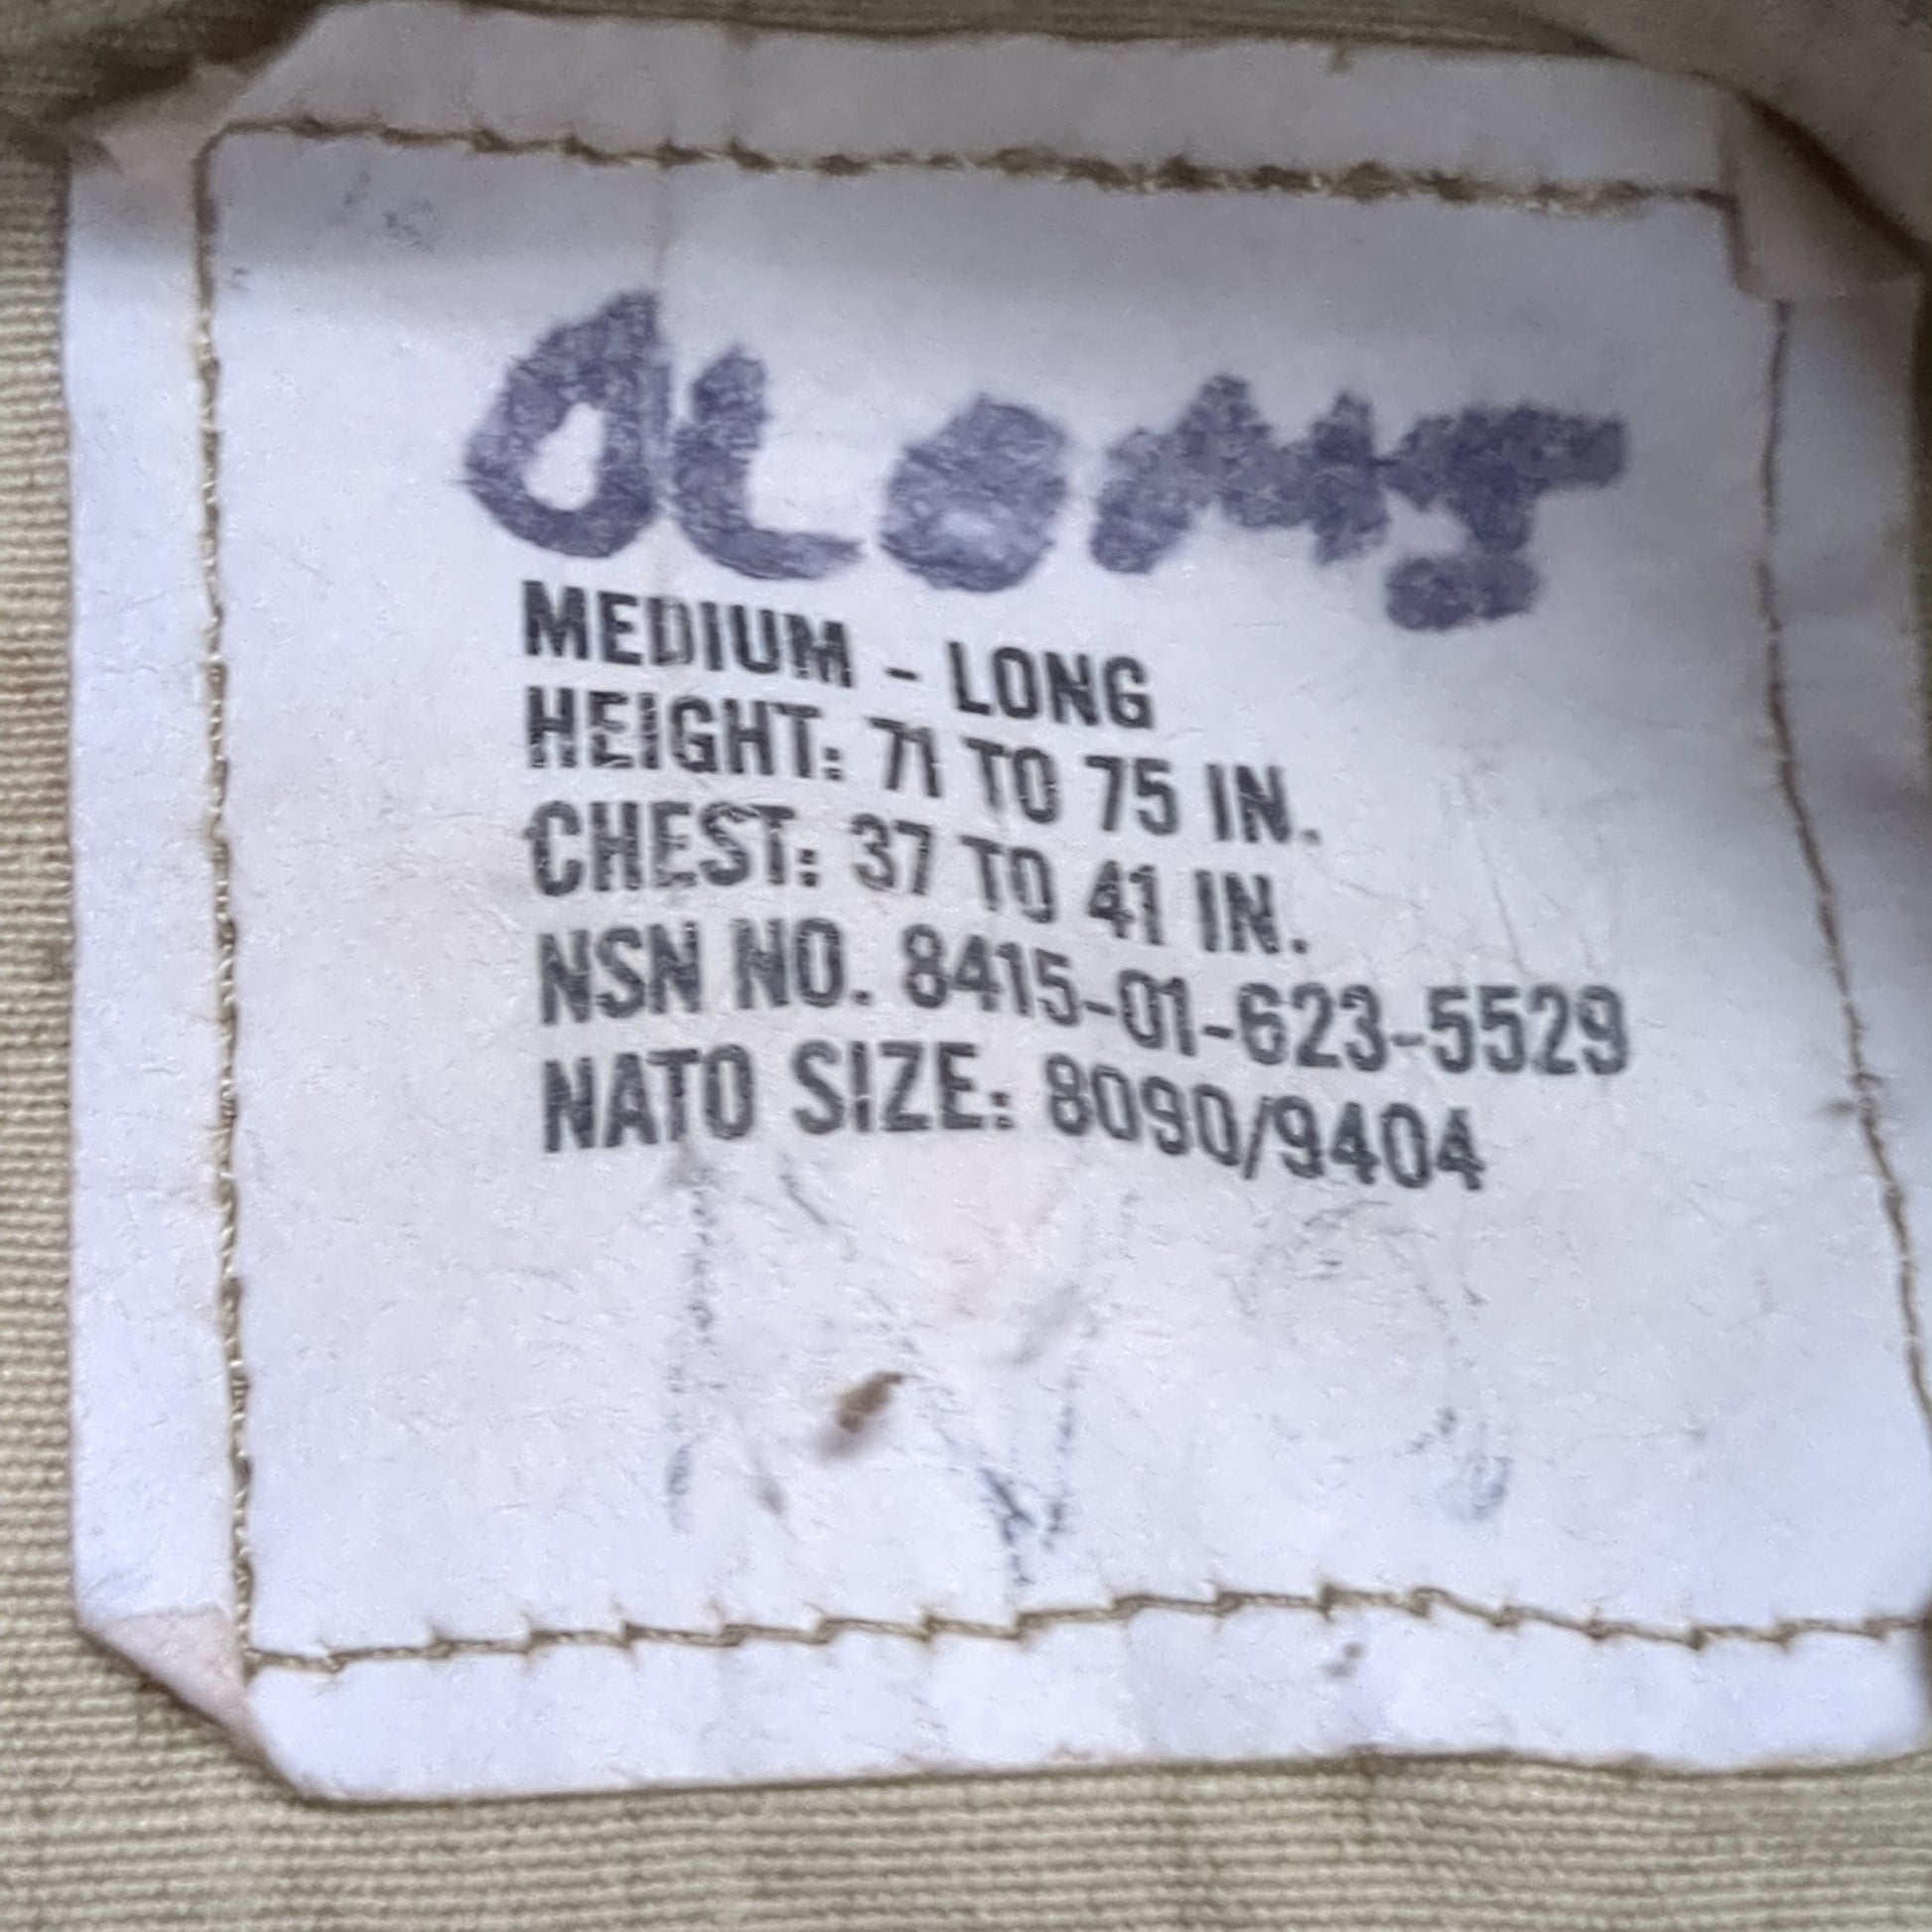 OLOMI
MEDIUM - LONG
HEIGHT: 71 TO 75 IN.
CHEST: 37 TO 41 IN.
NSN NO. 8415-01-623-5529
NATO SIZE: 8090/9404